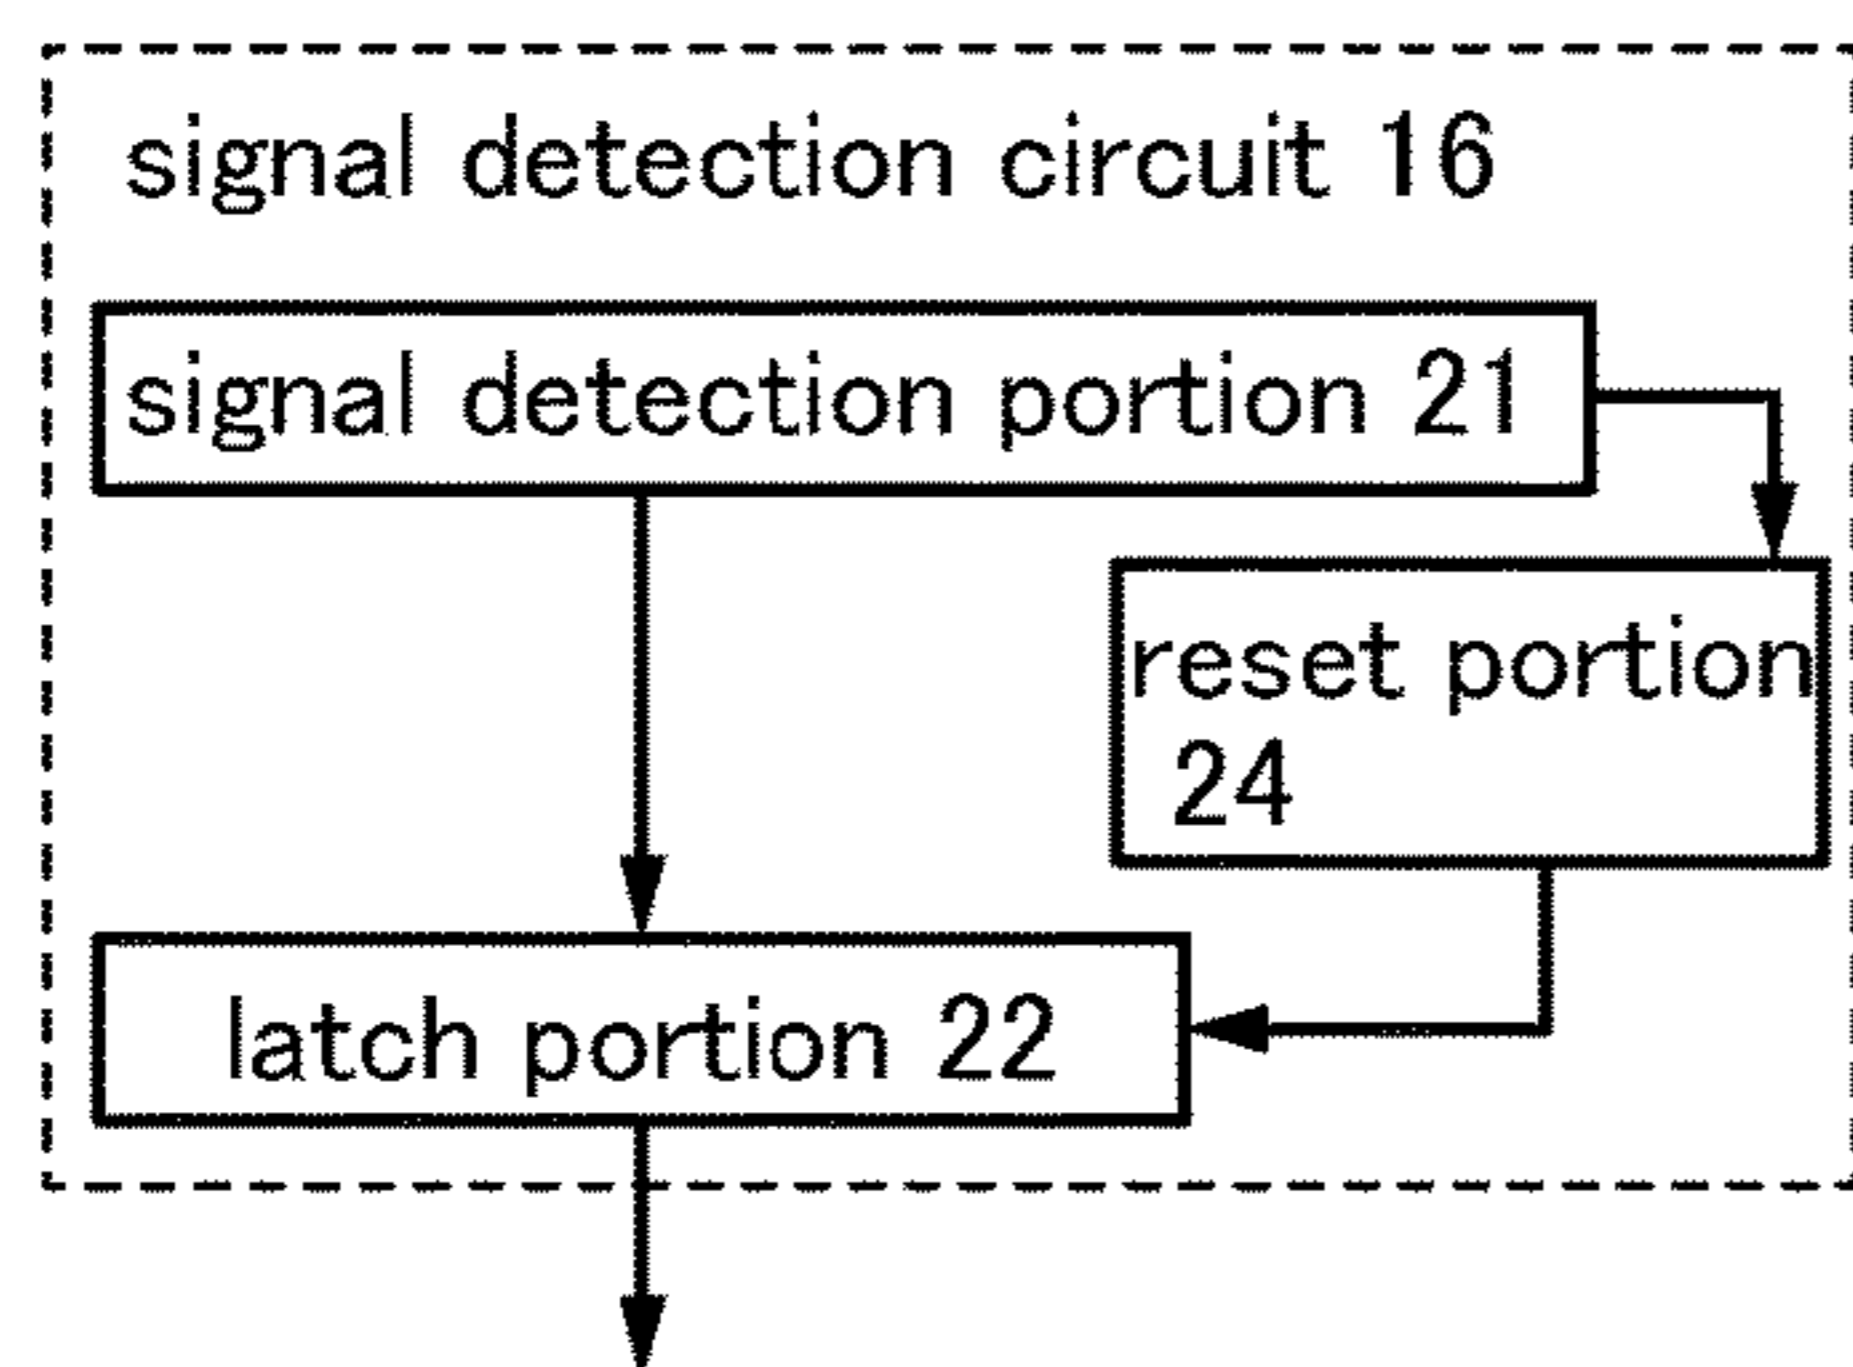 signal detection circuit 16
signal detection portion 21
reset portion
24
latch portion 22